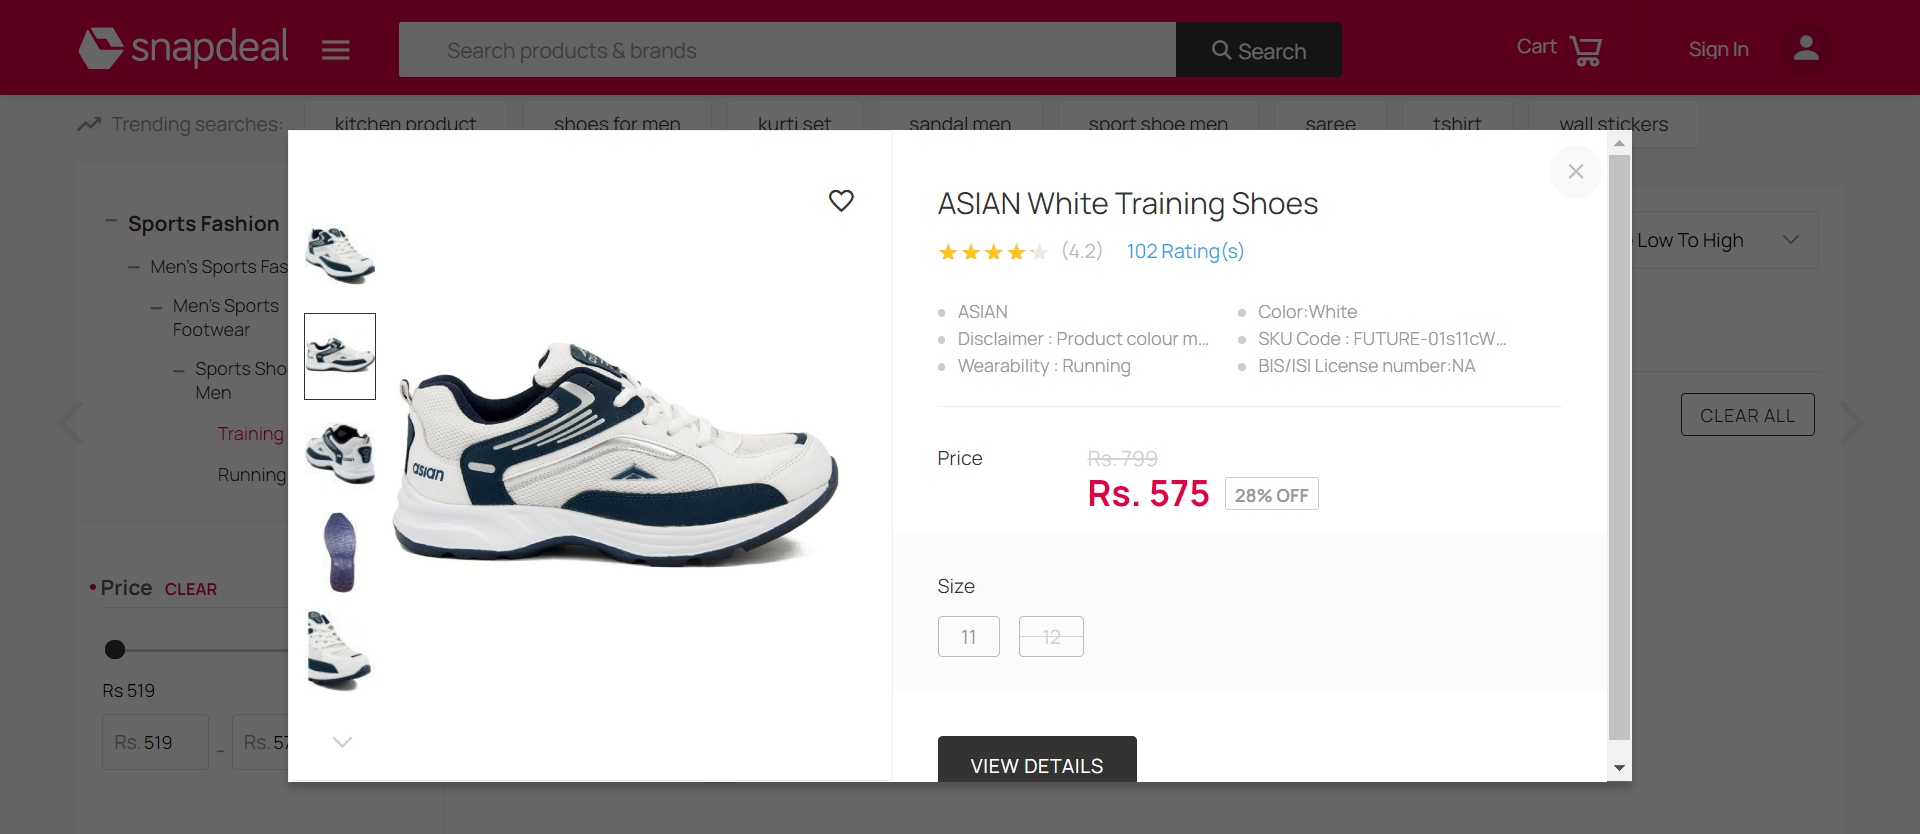 snapdeal
Search products & brands
Search
Cart
Sign In
Trending searches:
kitchen product
shoes for men
kurti set
sandal men
sport shoe men
saree
tshirt
wall stickers
Sports Fashion
Men's Sports Fas
Men's Sports
Footwear
Sports Sho
Men
Training
Running
Price CLEAR
Rs 519
Rs. 519 - Rs. 57
asian
ASIAN White Training Shoes
(4.2) 102 Rating(s)
ASIAN
Color:White
Disclaimer : Product colour m...
SKU Code : FUTURE-01s11cW...
Wearability : Running
BIS/ISI License number:NA
Price
Rs. 799
Rs. 575 28% OFF
Size
11
12
VIEW DETAILS
Low To High
CLEAR ALL